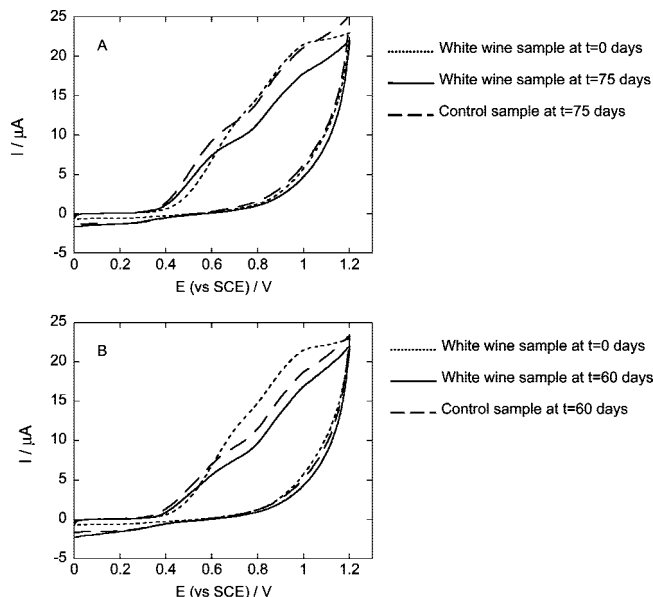 A
25
20
15
10
5
0
-5
I / µA
0 0.2 0.4 0.6 0.8 1 1.2
E (vs SCE) / V
White wine sample at t=0 days
White wine sample at t=75 days
Control sample at t=75 days
B
25
20
15
10
5
0
-5
I / µA
0 0.2 0.4 0.6 0.8 1 1.2
E (vs SCE) / V
White wine sample at t=0 days
White wine sample at t=60 days
Control sample at t=60 days